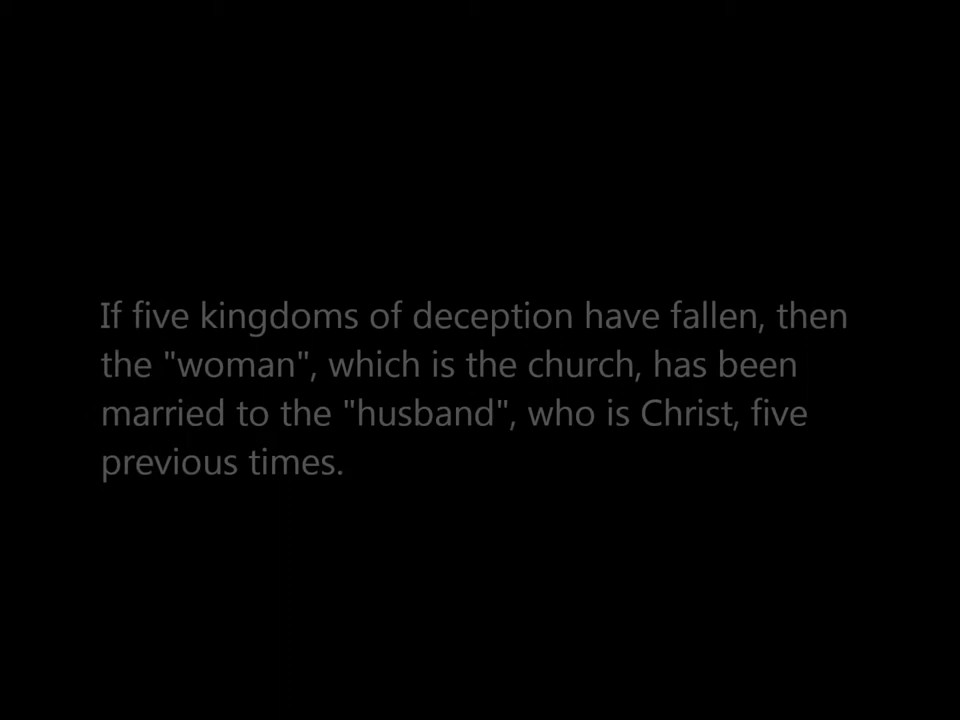 If five kingdoms of deception have fallen, then
the "woman", which is the church, has been
married to the "husband", who is Christ, five
previous times.